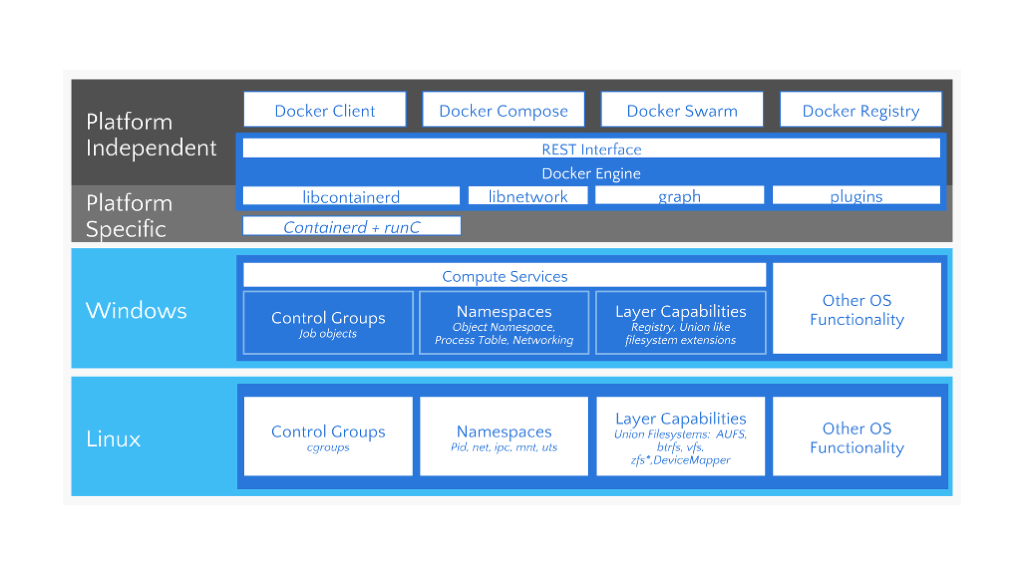 Platform
Independent
Docker Client
Docker Compose
Docker Swarm
Docker Registry
REST Interface
Docker Engine
Platform
Specific
libcontainerd
libnetwork
graph
plugins
Containerd + runC
Windows
Compute Services
Control Groups
Job objects
Namespaces
Object Namespace,
Process Table, Networking
Layer Capabilities
Registry, Union like
filesystem extensions
Other OS
Functionality
Linux
Control Groups
cgroups
Namespaces
Pid, net, ipc, mnt, uts
Layer Capabilities
Union Filesystems: AUFS,
btrfs, vfs,
zfs*,DeviceMapper
Other OS
Functionality